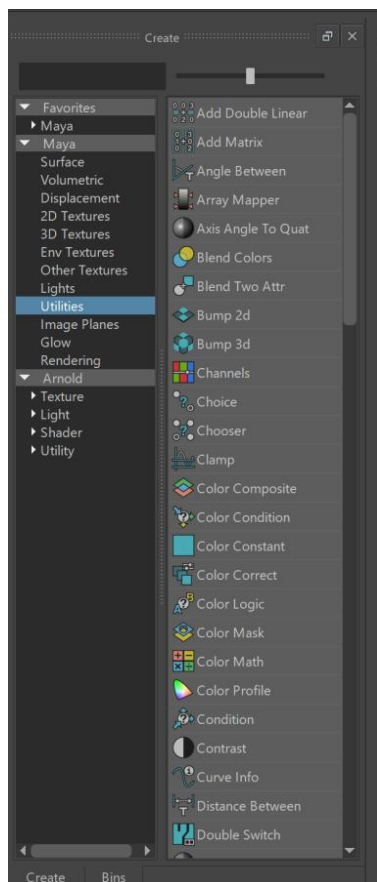 Create
Favorites
Maya
Maya
Surface
Volumetric
Displacement
2D Textures
3D Textures
Env Textures
Other Textures
Lights
Utilities
Image Planes
Glow
Rendering
Arnold
Texture
Light
Shader
Utility
Add Double Linear
Add Matrix
Angle Between
Array Mapper
Axis Angle To Quat
Blend Colors
Blend Two Attr
Bump 2d
Bump 3d
Channels
Choice
Chooser
Clamp
Color Composite
Color Condition
Color Constant
Color Correct
Color Logic
Color Mask
Color Math
Color Profile
Condition
Contrast
Curve Info
Distance Between
Double Switch
Create Bins